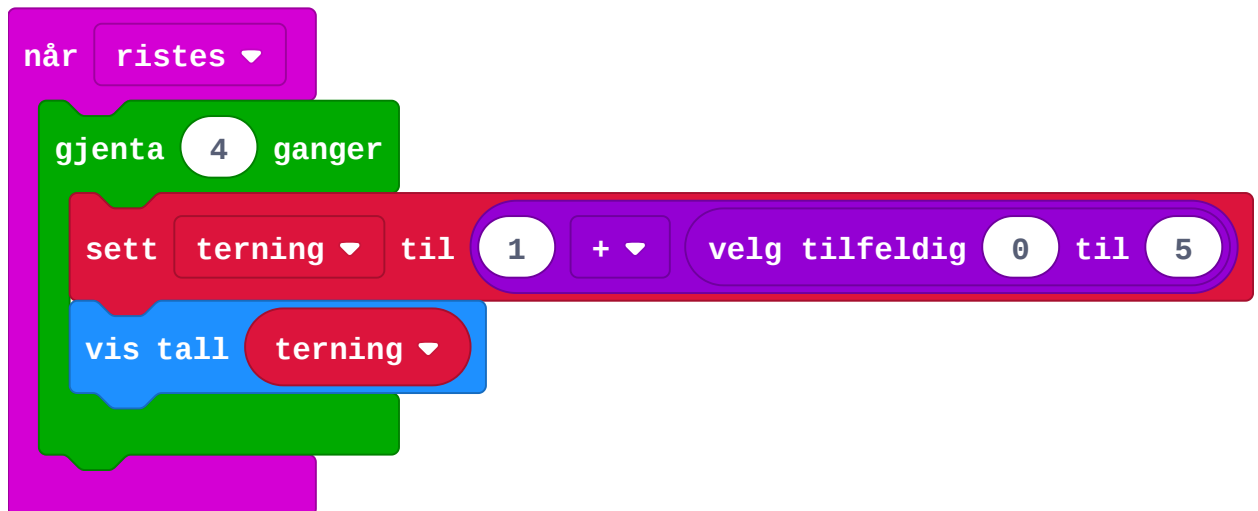 når ristes
gjenta 4 ganger
sett terning til 1 + velg tilfeldig 0 til 5
vis tall terning